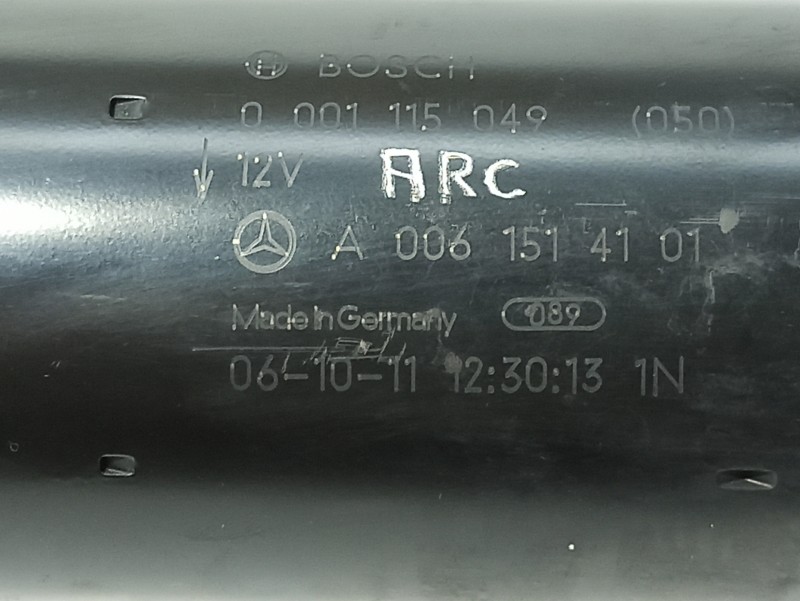 BOSCH
0 001 115 049 (050)
12V ARC
A 006 151 41 01
Made In Germany 089
06-10-11 12:30:13 1N